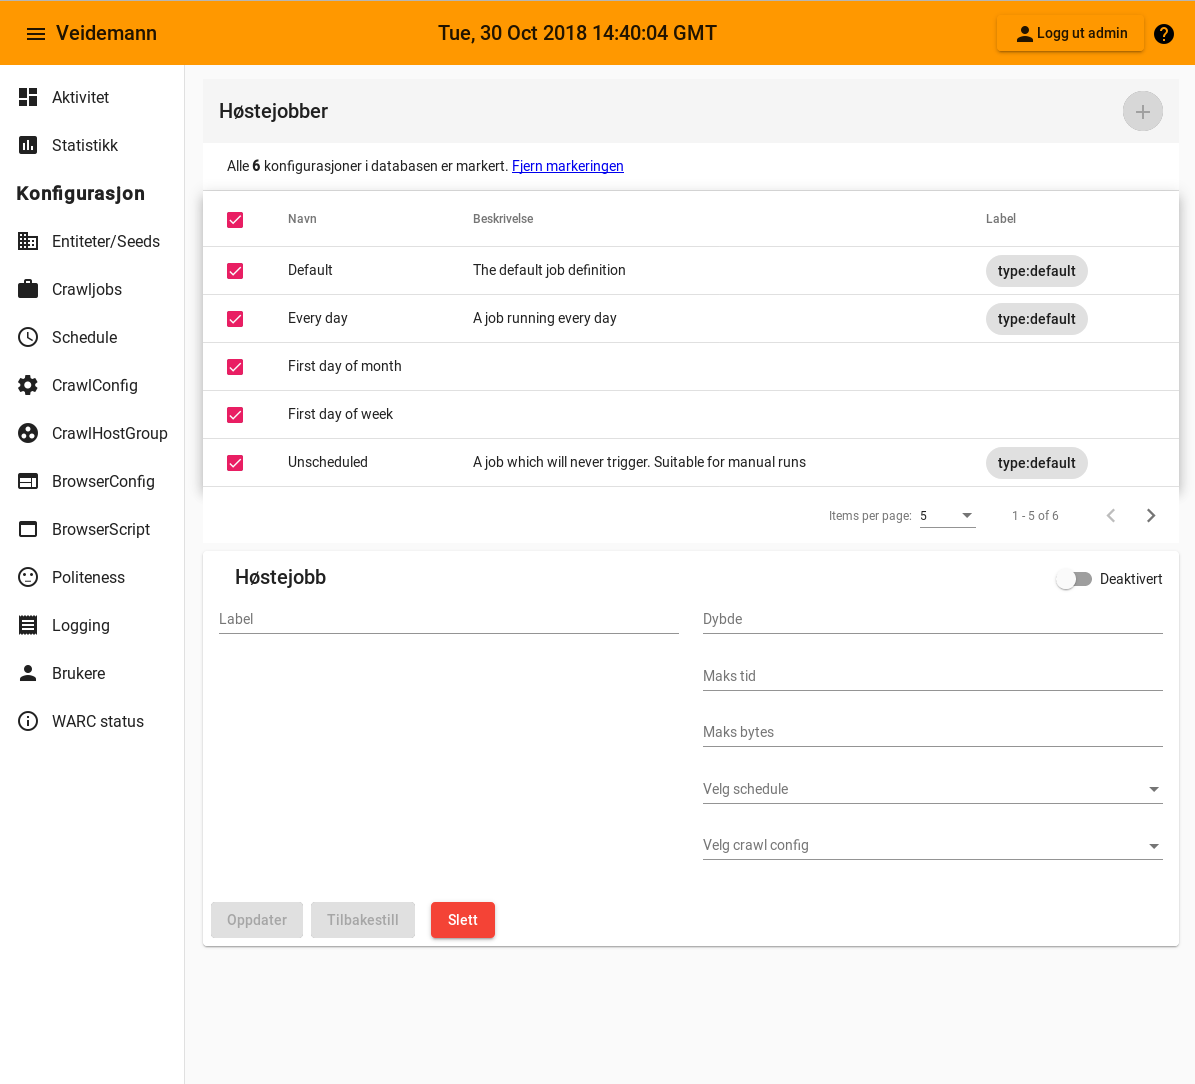 Veidemann
Tue, 30 Oct 2018 14:40:04 GMT
Logg ut admin
Aktivitet
Statistikk
Konfigurasjon
Entiteter/Seeds
Crawljobs
Schedule
CrawlConfig
CrawlHostGroup
BrowserConfig
BrowserScript
Politeness
Logging
Brukere
WARC status
Høstejobber
Alle 6 konfigurasjoner i databasen er markert. Fjern markeringen
Navn Beskrivelse Label
Default The default job definition type:default
Every day A job running every day type:default
First day of month
First day of week
Unscheduled A job which will never trigger. Suitable for manual runs type:default
Items per page: 5 1 - 5 of 6
Høstejobb
Deaktivert
Label
Dybde
Maks tid
Maks bytes
Velg schedule
Velg crawl config
Oppdater Tilbakestill Slett